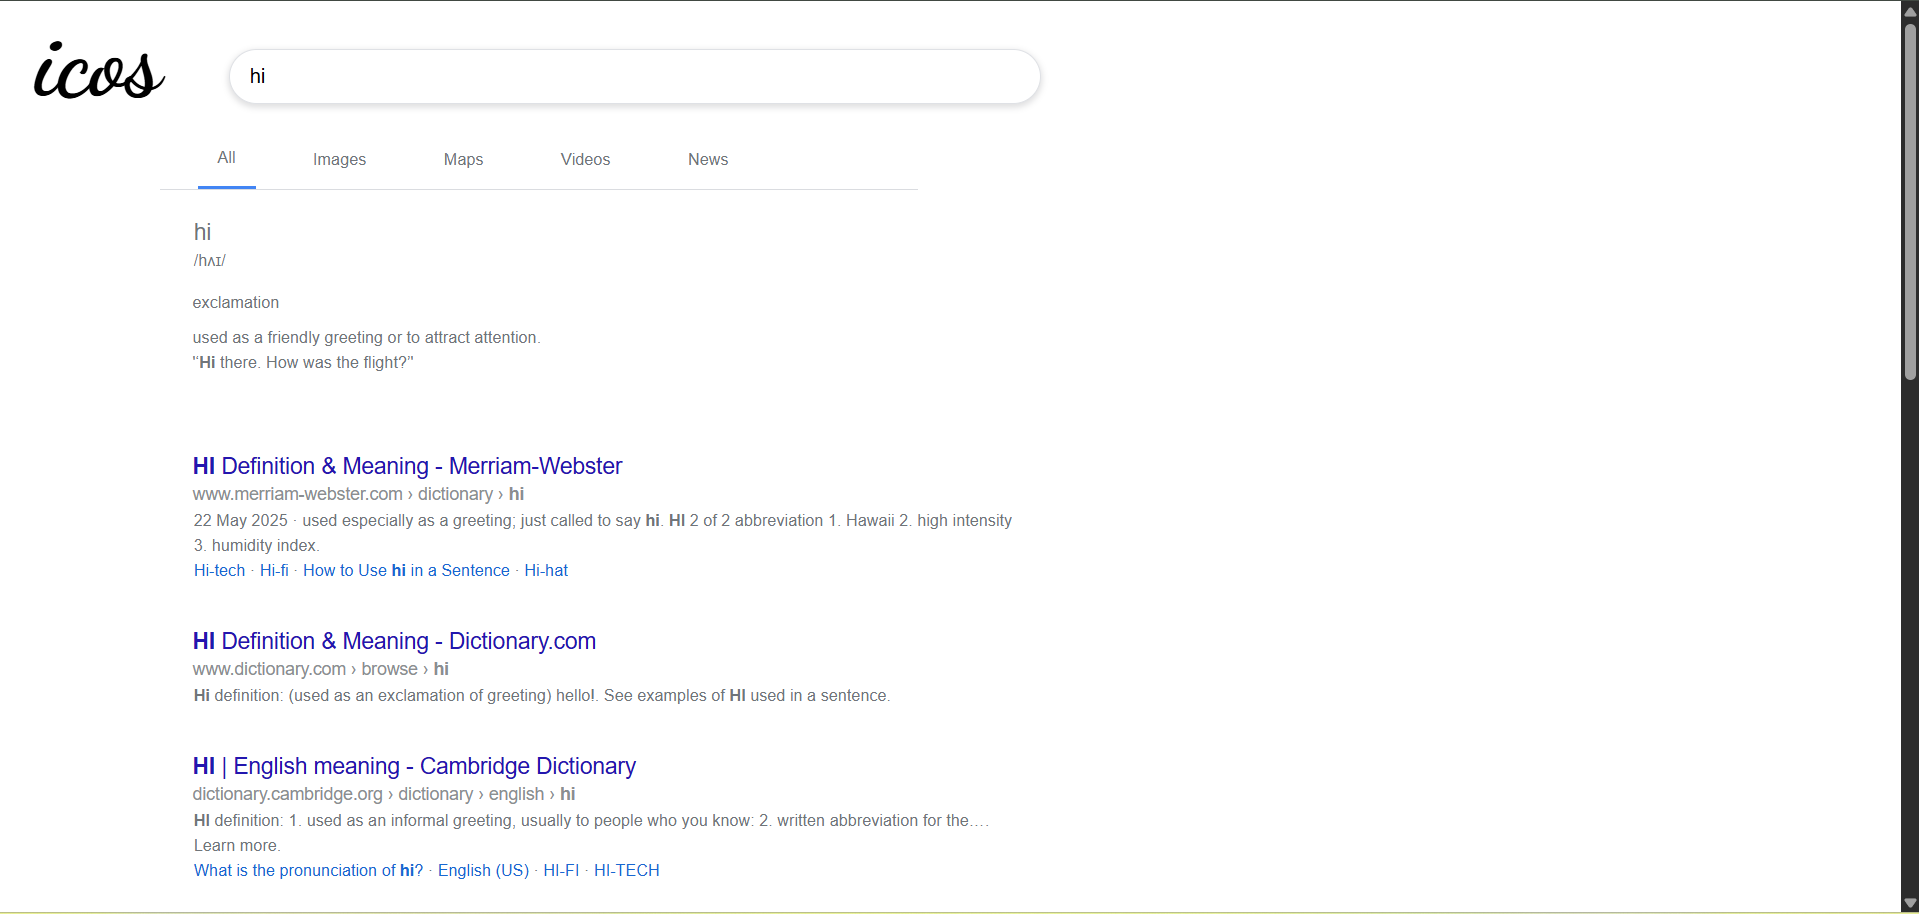 icos
hi
All Images Maps Videos News
hi
/hʌɪ/
exclamation
used as a friendly greeting or to attract attention.
"Hi there. How was the flight?"
HI Definition & Meaning - Merriam-Webster
www.merriam-webster.com › dictionary › hi
22 May 2025 · used especially as a greeting; just called to say hi. HI 2 of 2 abbreviation 1. Hawaii 2. high intensity
3. humidity index.
Hi-tech · Hi-fi · How to Use hi in a Sentence · Hi-hat
HI Definition & Meaning - Dictionary.com
www.dictionary.com › browse › hi
Hi definition: (used as an exclamation of greeting) hello!. See examples of HI used in a sentence.
HI | English meaning - Cambridge Dictionary
dictionary.cambridge.org › dictionary › english › hi
HI definition: 1. used as an informal greeting, usually to people who you know: 2. written abbreviation for the….
Learn more.
What is the pronunciation of hi? · English (US) · HI-FI · HI-TECH